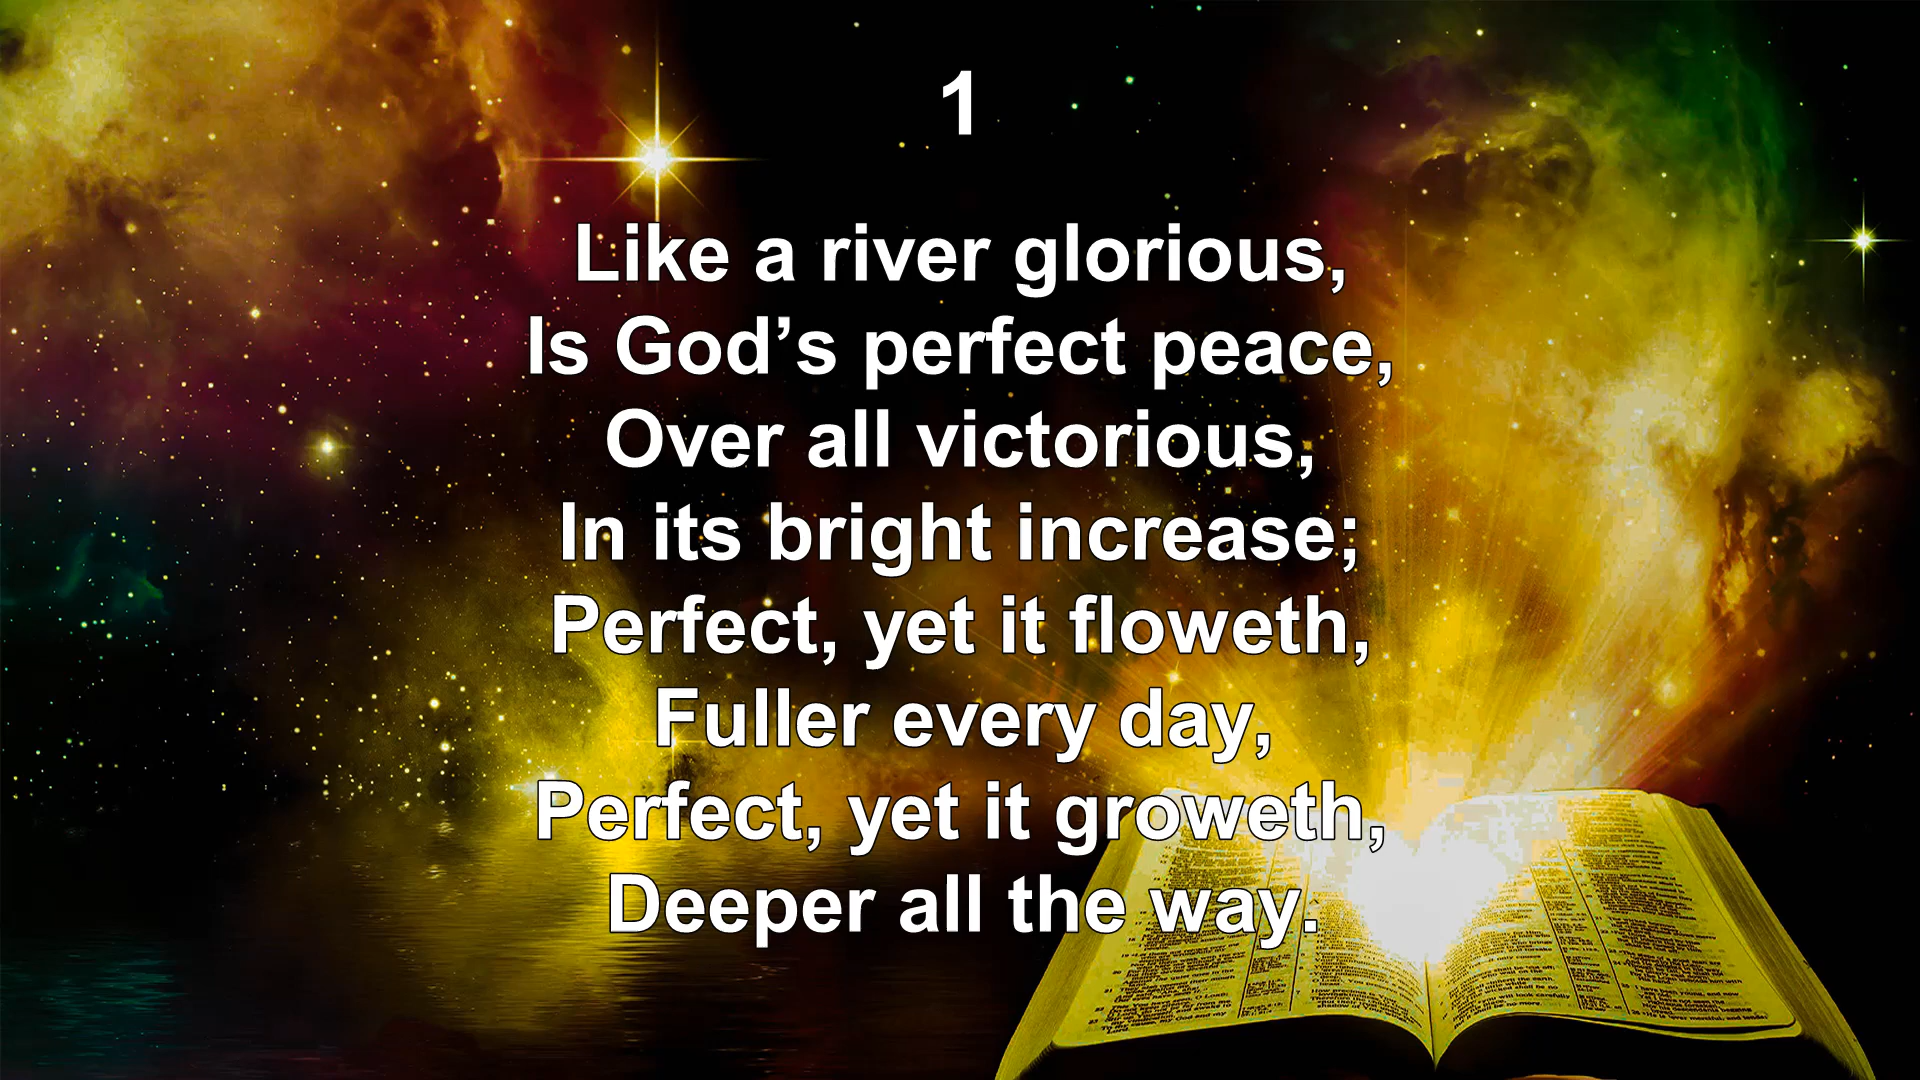 1
Like a river glorious,
Is God’s perfect peace,
Over all victorious,
In its bright increase;
Perfect, yet it floweth,
Fuller every day,
Perfect, yet it groweth,
Deeper all the way.